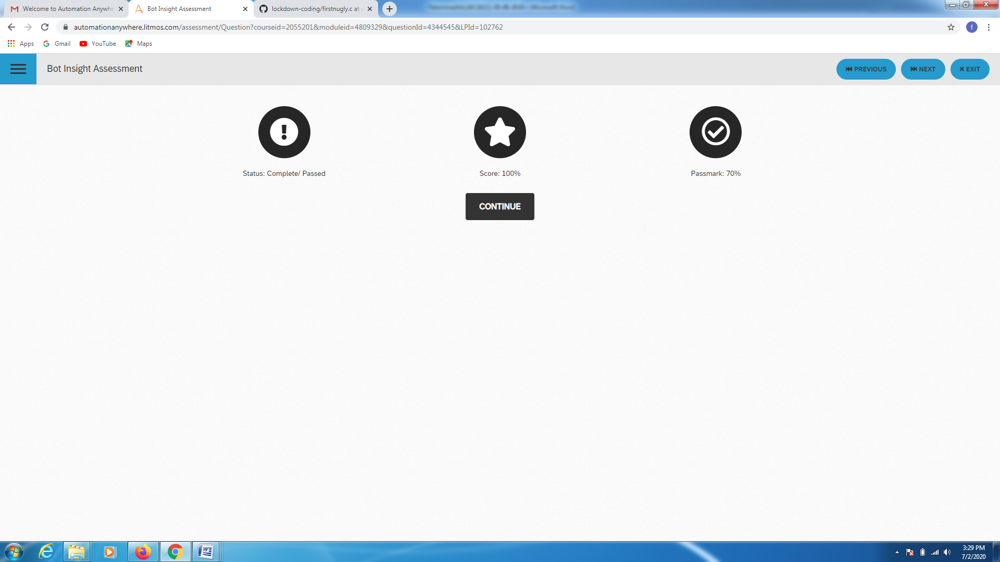 Welcome to Automation Anywhe
Bot Insight Assessment
lockdown-coding/firstnugly.c at
automationanywhere.litmos.com/assessment/Question?courseid=2055201&moduleid=4809329&questionId=4344545&LPId=102762
f
Apps
Gmail
YouTube
Maps
Bot Insight Assessment
PREVIOUS
NEXT
EXIT
Status: Complete/ Passed
Score: 100%
Passmark: 70%
CONTINUE
3:29 PM
7/2/2020